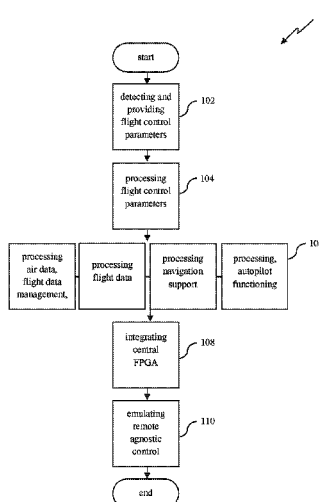 start
detecting and
providing
flight control
parameters
102
processing
flight control
parameters
104
processing
air data,
flight data
management,
processing
flight data
processing
navigation
support
processing,
autopilot
functioning
10
integrating
central
FPGA
108
emulating
remote
agnostic
control
110
end